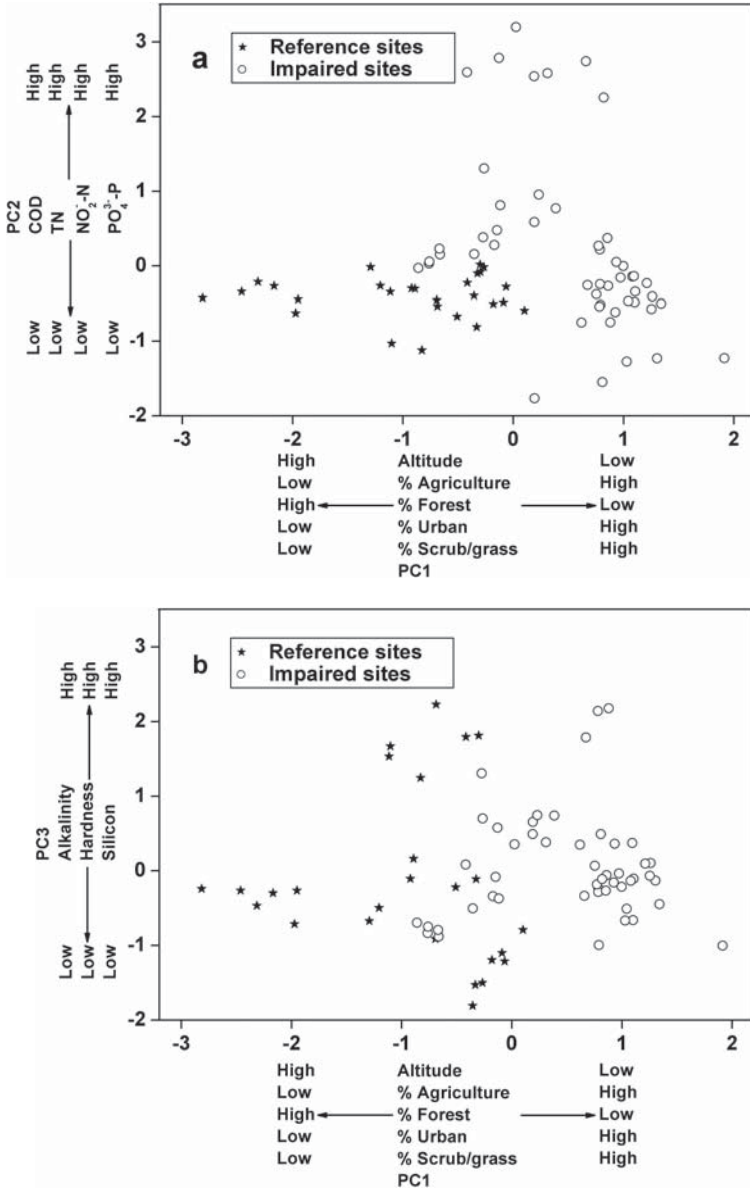 a
★ Reference sites
○ Impaired sites
PC2
COD Low High
TN Low High
NO₂⁻-N Low High
PO₄³⁻-P Low High
3
2
1
0
-1
-2
-3 -2 -1 0 1 2
High Altitude Low
Low % Agriculture High
High % Forest Low
Low % Urban High
Low % Scrub/grass High
PC1
b
★ Reference sites
○ Impaired sites
PC3
Alkalinity Low High
Hardness Low High
Silicon Low High
3
2
1
0
-1
-2
-3 -2 -1 0 1 2
High Altitude Low
Low % Agriculture High
High % Forest Low
Low % Urban High
Low % Scrub/grass High
PC1